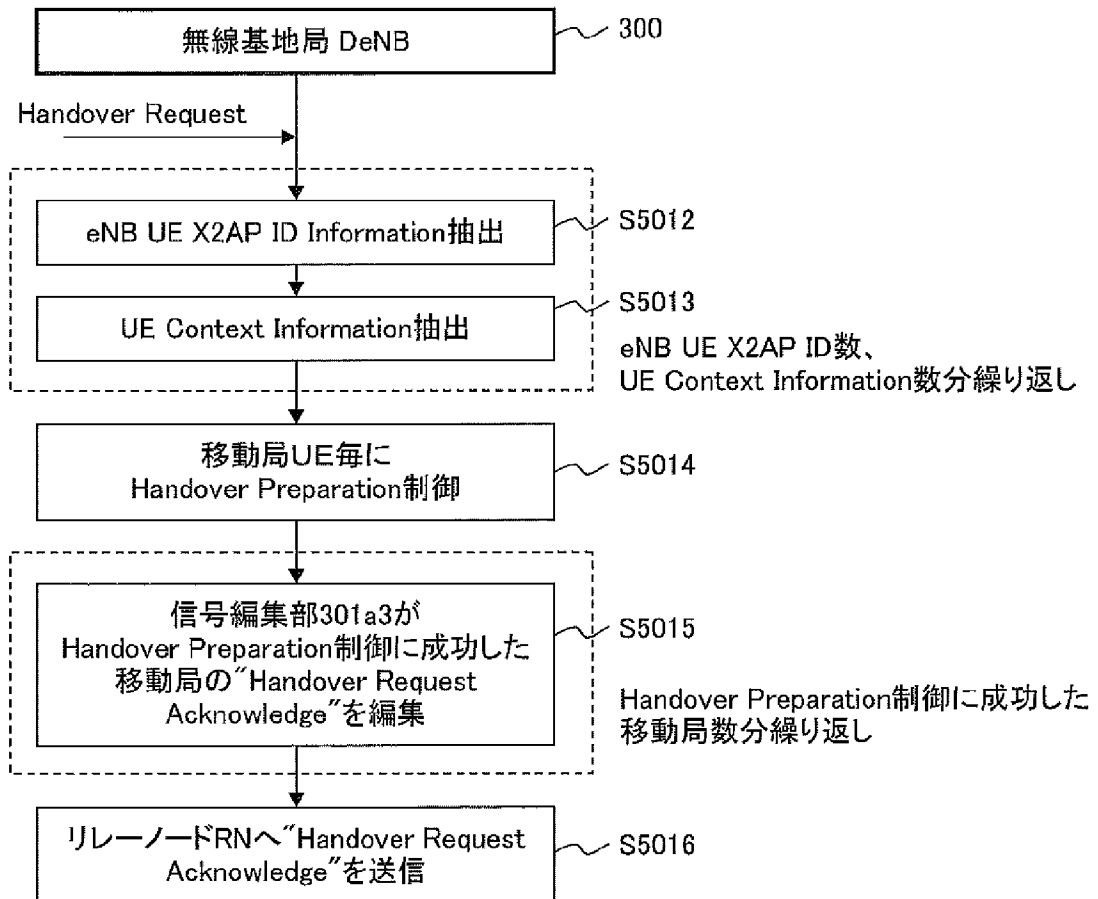 無線基地局 DeNB
300
Handover Request
eNB UE X2AP ID Information抽出
S5012
UE Context Information抽出
S5013
eNB UE X2AP ID数、
UE Context Information数分繰り返し
移動局UE毎に
Handover Preparation制御
S5014
信号編集部301a3が
Handover Preparation制御に成功した
移動局の"Handover Request
Acknowledge"を編集
S5015
Handover Preparation制御に成功した
移動局数分繰り返し
リレーノードRNへ"Handover Request
Acknowledge"を送信
S5016